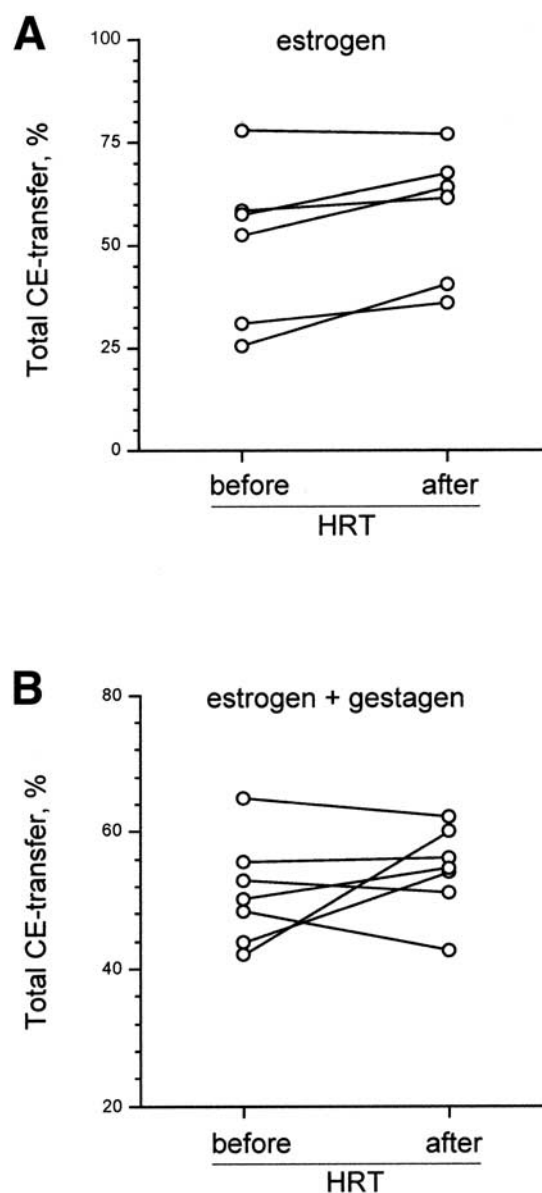 A
estrogen
Total CE-transfer, %
100
75
50
25
0
before after
HRT
B
estrogen + gestagen
Total CE-transfer, %
80
60
40
20
before after
HRT